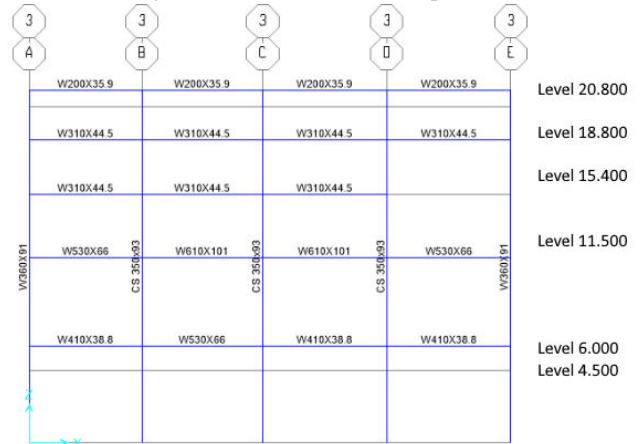 3 3 3 3 3
A B C D E
W200X35.9 W200X35.9 W200X35.9 W200X35.9 Level 20.800
W310X44.5 W310X44.5 W310X44.5 W310X44.5 Level 18.800
W310X44.5 W310X44.5 W310X44.5 Level 15.400
W530X66 W610X101 W610X101 W530X66 Level 11.500
W360X91 CS 350x93 CS 350x93 CS 350x93 W360X91
W410X38.8 W530X66 W410X38.8 W410X38.8 Level 6.000
Level 4.500
Z